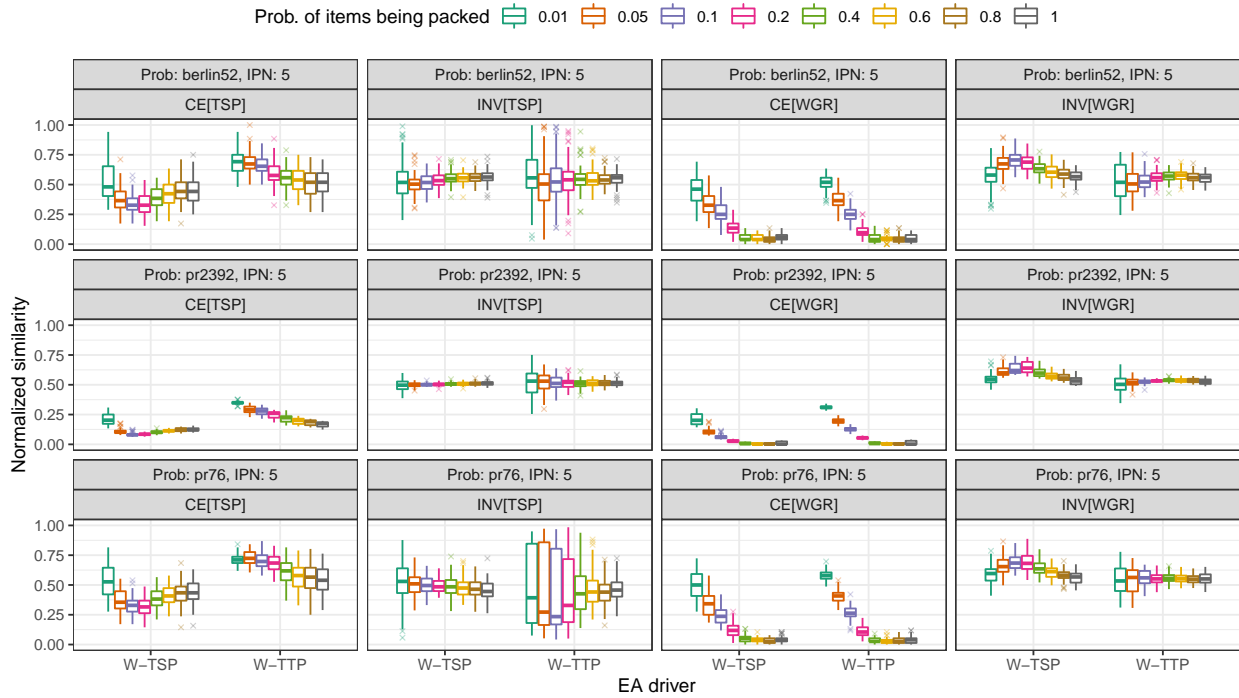 Prob. of items being packed 0.01 0.05 0.1 0.2 0.4 0.6 0.8 1
Prob: berlin52, IPN: 5 Prob: berlin52, IPN: 5 Prob: berlin52, IPN: 5 Prob: berlin52, IPN: 5
CE[TSP] INV[TSP] CE[WGR] INV[WGR]
1.00
0.75
0.50
0.25
0.00
Prob: pr2392, IPN: 5 Prob: pr2392, IPN: 5 Prob: pr2392, IPN: 5 Prob: pr2392, IPN: 5
CE[TSP] INV[TSP] CE[WGR] INV[WGR]
1.00
0.75
0.50
0.25
0.00
Normalized similarity
Prob: pr76, IPN: 5 Prob: pr76, IPN: 5 Prob: pr76, IPN: 5 Prob: pr76, IPN: 5
CE[TSP] INV[TSP] CE[WGR] INV[WGR]
1.00
0.75
0.50
0.25
0.00
W−TSP W−TTP W−TSP W−TTP W−TSP W−TTP W−TSP W−TTP
EA driver